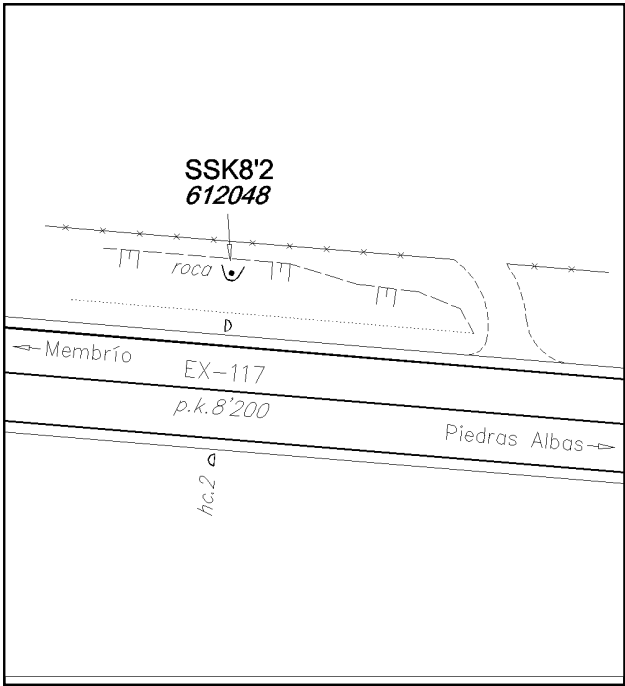 SSK8'2
612048
roca
Membrío
EX-117
p.k.8'200
Piedras Albas
hc.2